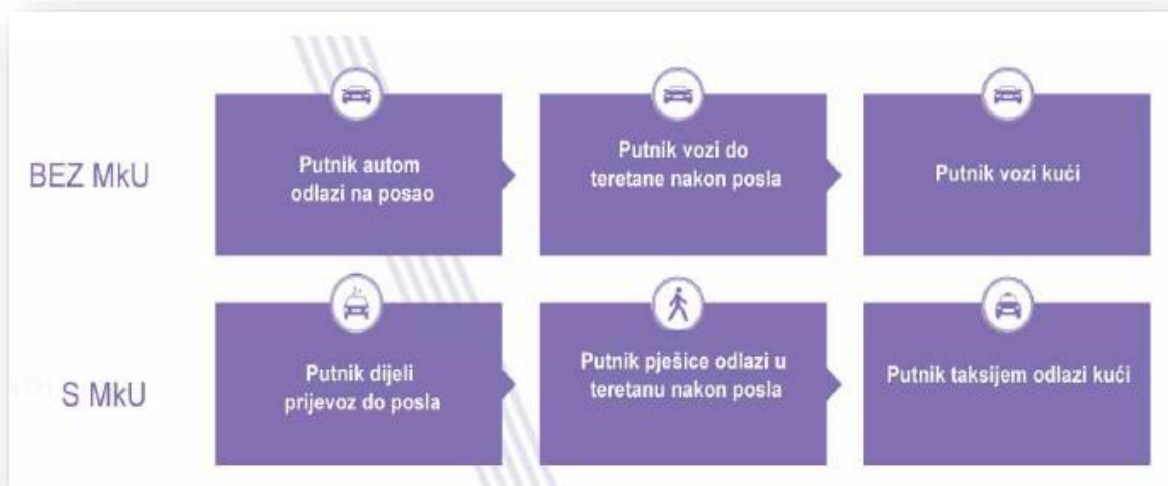 BEZ MkU
Putnik autom
odlazi na posao
Putnik vozi do
teretane nakon posla
Putnik vozi kući
S MkU
Putnik dijeli
prijevoz do posla
Putnik pješice odlazi u
teretanu nakon posla
Putnik taksijem odlazi kući